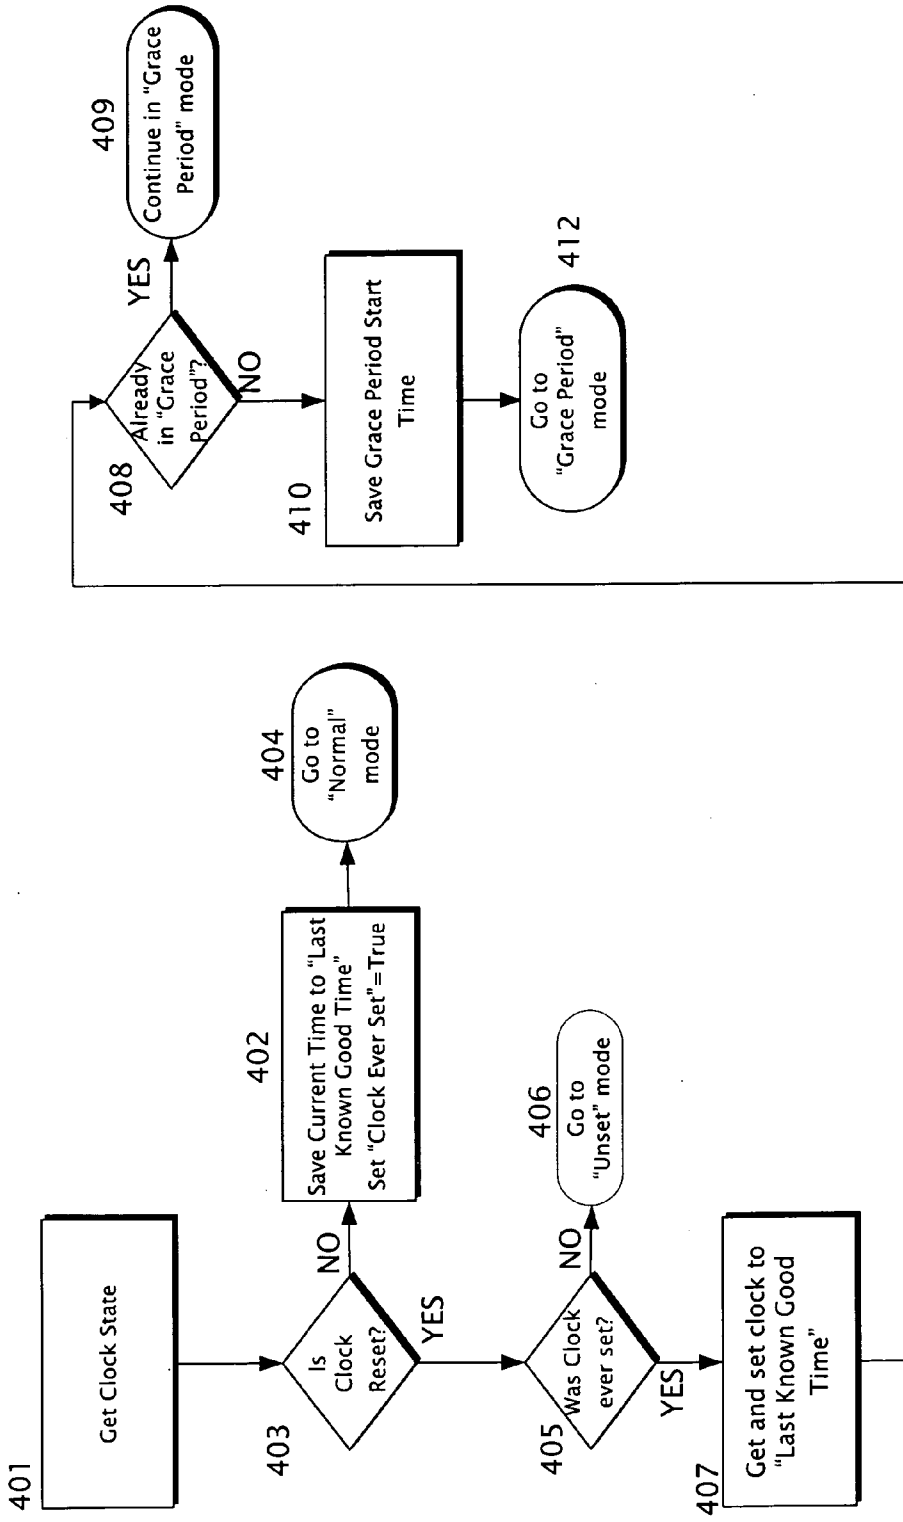 401
Get Clock State
403
Is
Clock
Reset?
NO
YES
402
Save Current Time to “Last
Known Good Time”
Set “Clock Ever Set”=True
404
Go to
“Normal”
mode
405
Was Clock
ever set?
NO
YES
406
Go to
“Unset” mode
407
Get and set clock to
“Last Known Good
Time”
408
Already
in “Grace
Period”?
YES
NO
409
Continue in “Grace
Period” mode
410
Save Grace Period Start
Time
412
Go to
“Grace Period”
mode